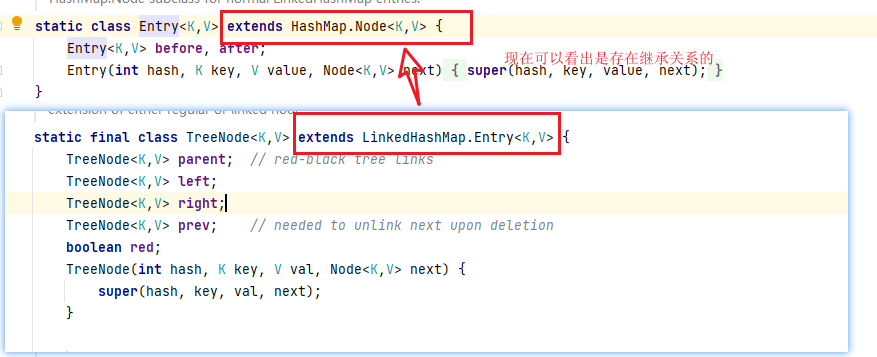 HashMap.Node subclass for normal LinkedHashMap entries.
static class Entry<K,V> extends HashMap.Node<K,V> {
Entry<K,V> before, after;
现在可以看出是存在继承关系的
Entry(int hash, K key, V value, Node<K,V> next) { super(hash, key, value, next); }
}
extension of either regular or linked node.
static final class TreeNode<K,V> extends LinkedHashMap.Entry<K,V> {
TreeNode<K,V> parent;  // red-black tree links
TreeNode<K,V> left;
TreeNode<K,V> right;
TreeNode<K,V> prev;    // needed to unlink next upon deletion
boolean red;
TreeNode(int hash, K key, V val, Node<K,V> next) {
super(hash, key, val, next);
}